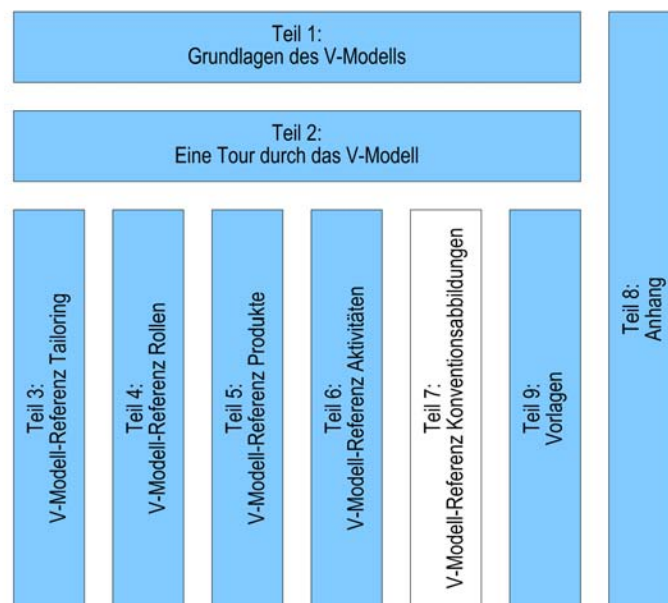 Teil 1:
Grundlagen des V-Modells
Teil 2:
Eine Tour durch das V-Modell
Teil 3:
V-Modell-Referenz Tailoring
Teil 4:
V-Modell-Referenz Rollen
Teil 5:
V-Modell-Referenz Produkte
Teil 6:
V-Modell-Referenz Aktivitäten
Teil 7:
V-Modell-Referenz Konventionsabbildungen
Teil 9:
Vorlagen
Teil 8:
Anhang